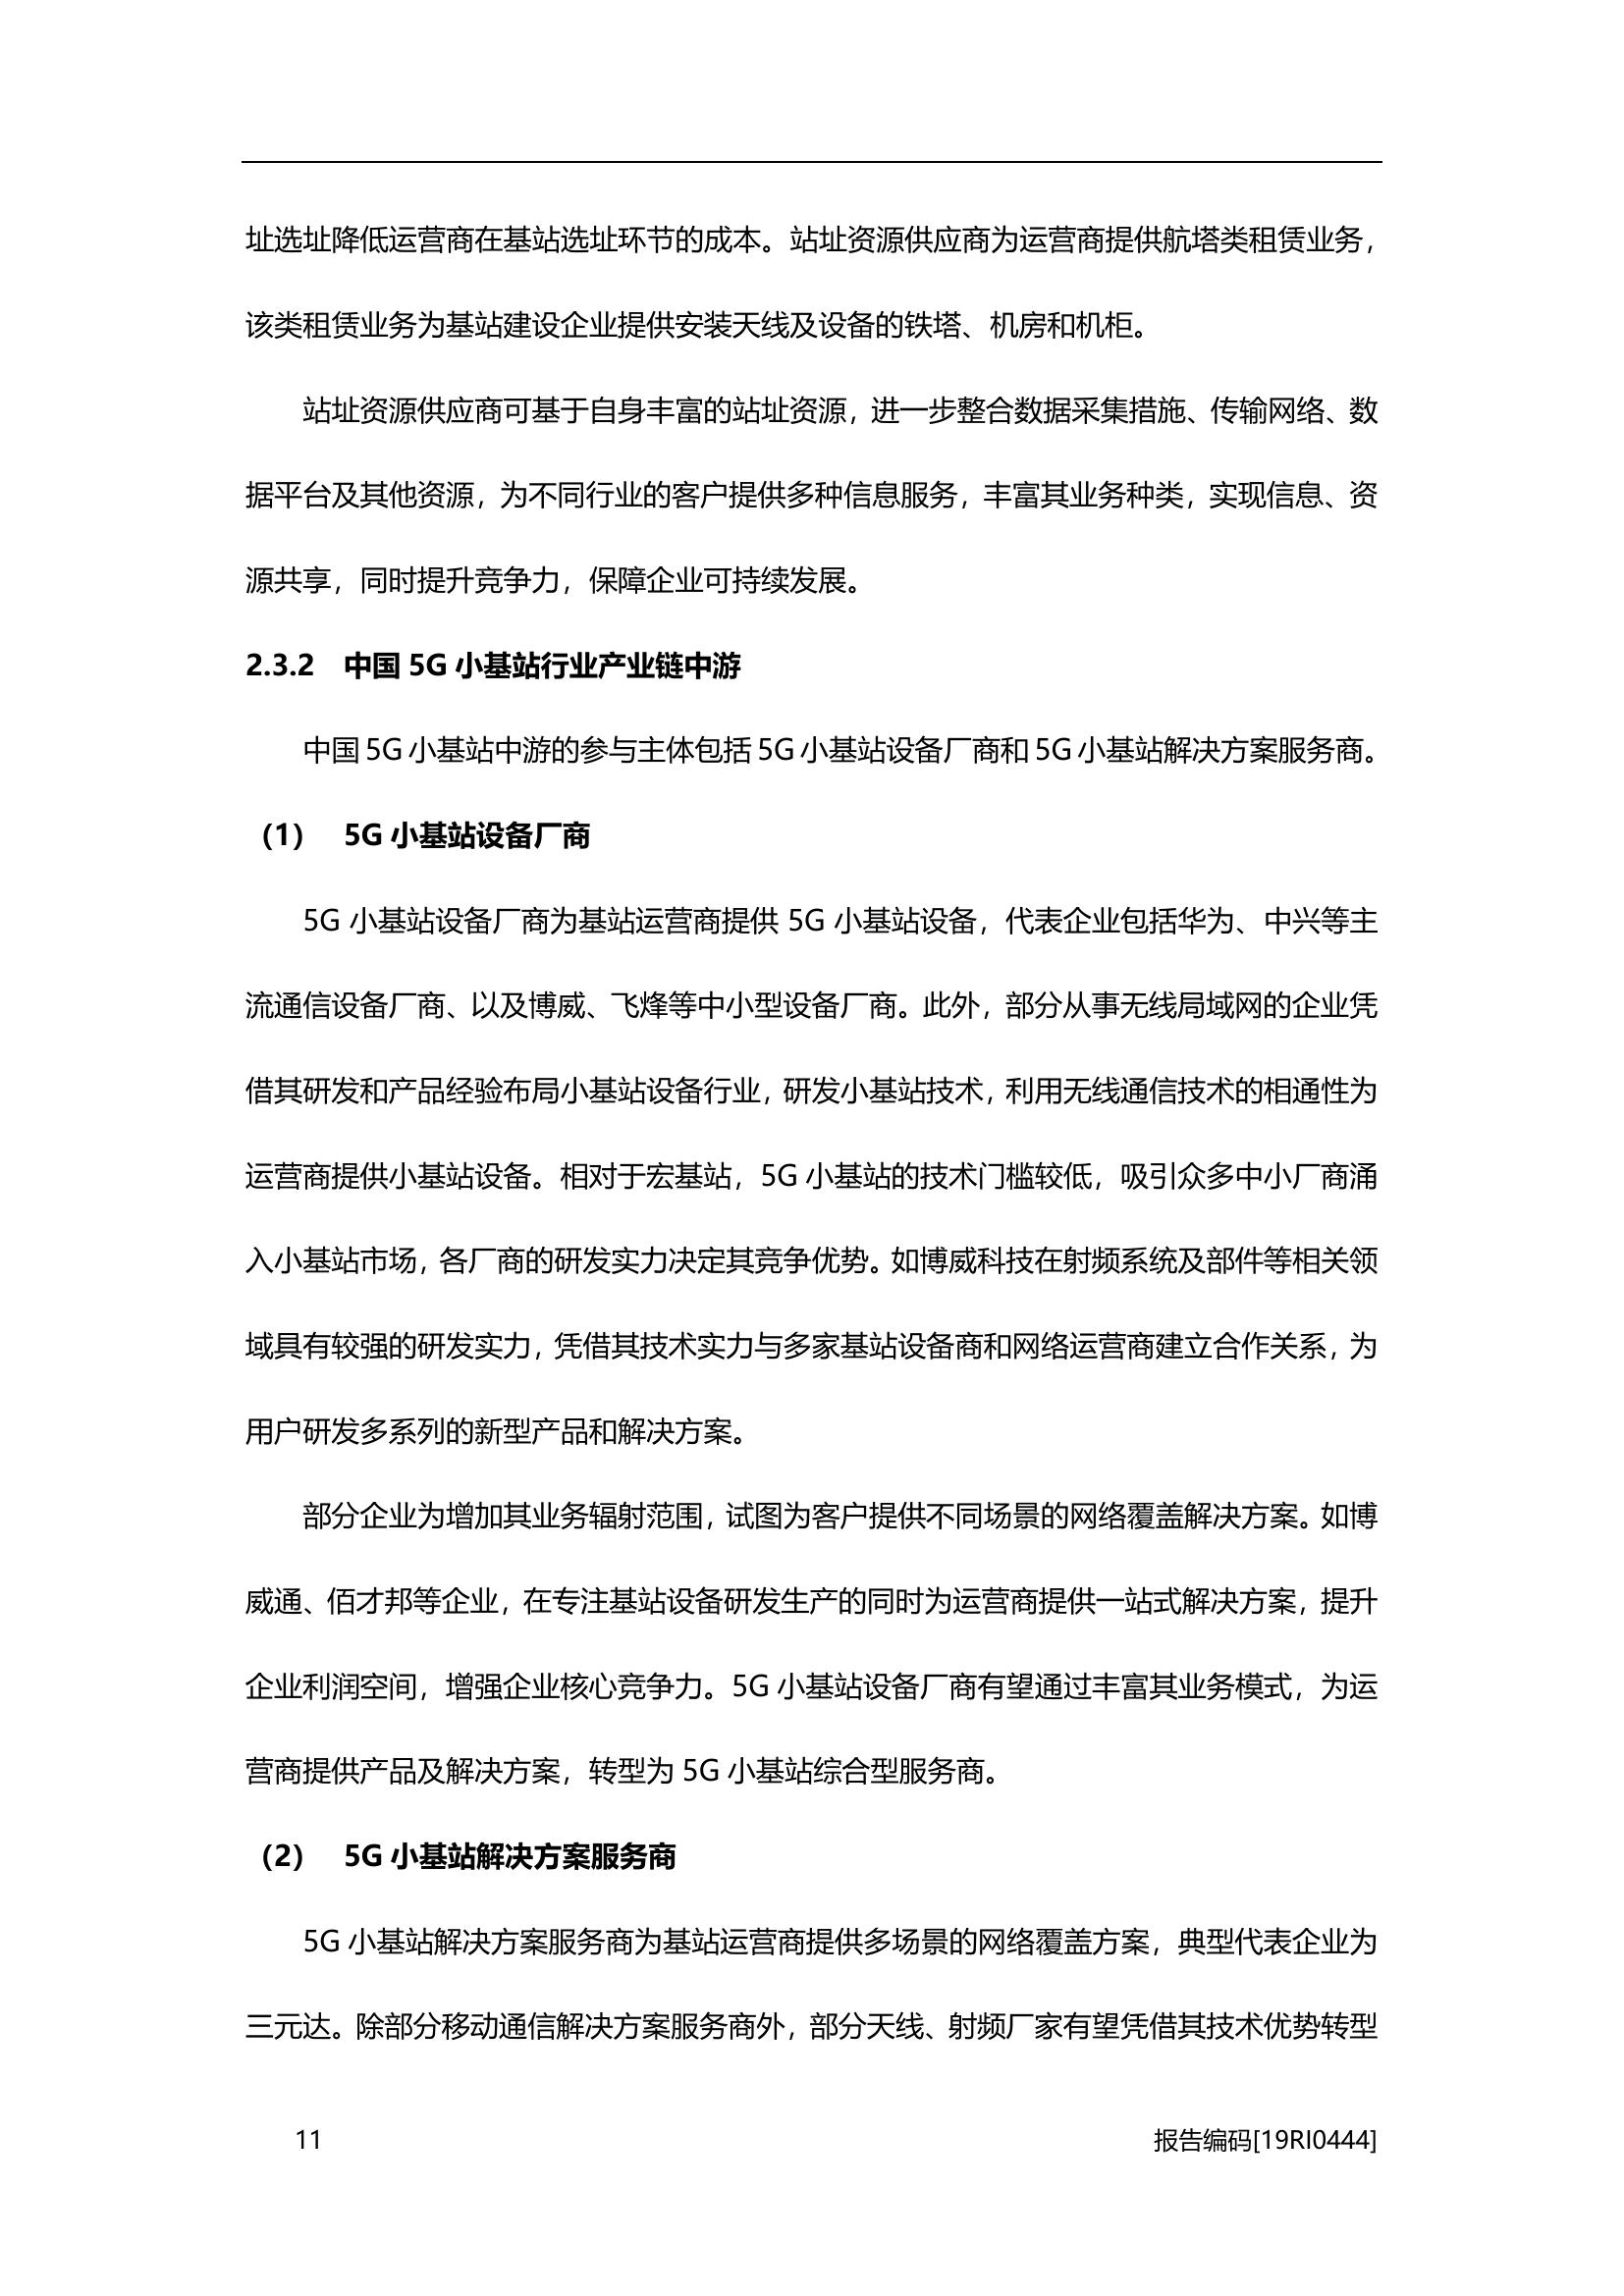 址选址降低运营商在基站选址环节的成本。站址资源供应商为运营商提供航塔类租赁业务，
该类租赁业务为基站建设企业提供安装天线及设备的铁塔、机房和机柜。
站址资源供应商可基于自身丰富的站址资源，进一步整合数据采集措施、传输网络、数
据平台及其他资源，为不同行业的客户提供多种信息服务，丰富其业务种类，实现信息、资
源共享，同时提升竞争力，保障企业可持续发展。
2.3.2 中国 5G 小基站行业产业链中游
中国 5G 小基站中游的参与主体包括 5G 小基站设备厂商和 5G 小基站解决方案服务商。
（1） 5G 小基站设备厂商
5G 小基站设备厂商为基站运营商提供 5G 小基站设备，代表企业包括华为、中兴等主
流通信设备厂商、以及博威、飞烽等中小型设备厂商。此外，部分从事无线局域网的企业凭
借其研发和产品经验布局小基站设备行业，研发小基站技术，利用无线通信技术的相通性为
运营商提供小基站设备。相对于宏基站，5G 小基站的技术门槛较低，吸引众多中小厂商涌
入小基站市场，各厂商的研发实力决定其竞争优势。如博威科技在射频系统及部件等相关领
域具有较强的研发实力，凭借其技术实力与多家基站设备商和网络运营商建立合作关系，为
用户研发多系列的新型产品和解决方案。
部分企业为增加其业务辐射范围，试图为客户提供不同场景的网络覆盖解决方案。如博
威通、佰才邦等企业，在专注基站设备研发生产的同时为运营商提供一站式解决方案，提升
企业利润空间，增强企业核心竞争力。5G 小基站设备厂商有望通过丰富其业务模式，为运
营商提供产品及解决方案，转型为 5G 小基站综合型服务商。
（2） 5G 小基站解决方案服务商
5G 小基站解决方案服务商为基站运营商提供多场景的网络覆盖方案，典型代表企业为
三元达。除部分移动通信解决方案服务商外，部分天线、射频厂家有望凭借其技术优势转型
11 报告编码[19RI0444]